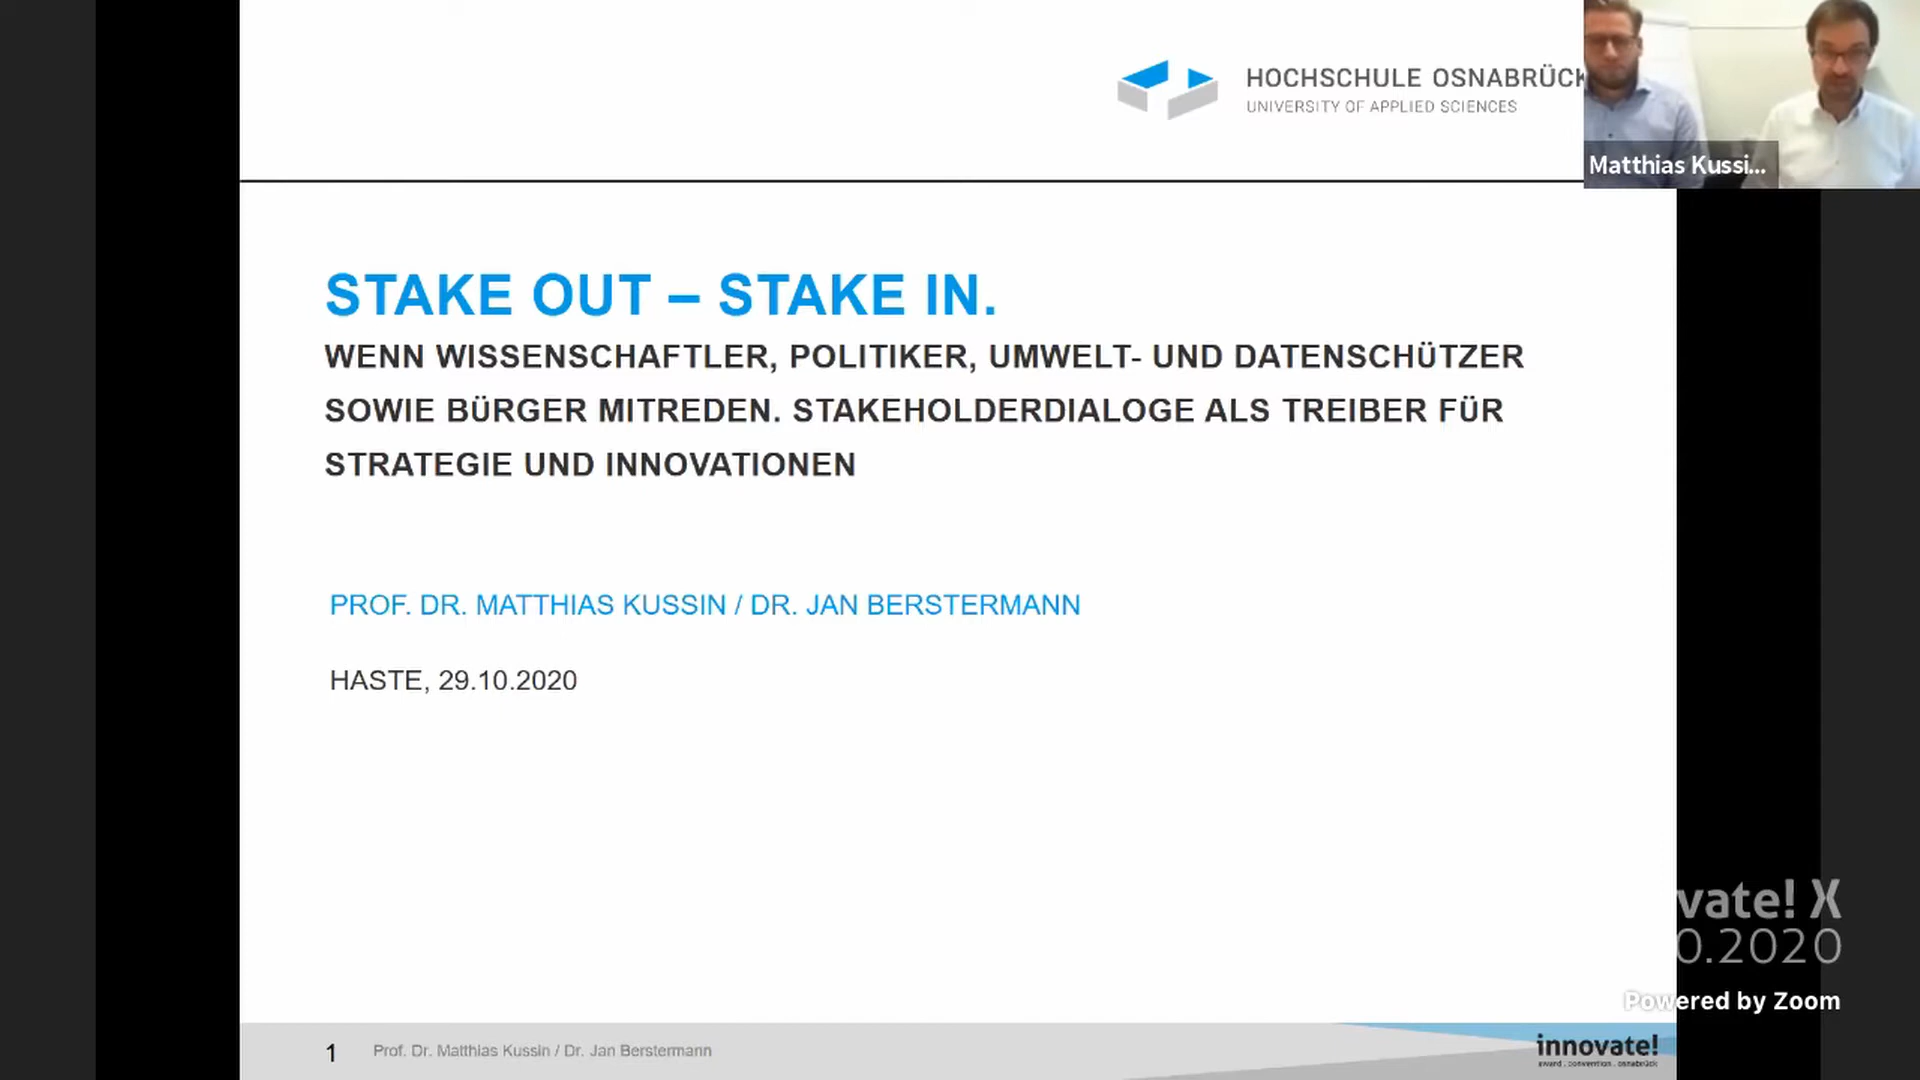 HOCHSCHULE OSNABRÜCK
UNIVERSITY OF APPLIED SCIENCES
Matthias Kussi...
STAKE OUT – STAKE IN.
WENN WISSENSCHAFTLER, POLITIKER, UMWELT- UND DATENSCHÜTZER
SOWIE BÜRGER MITREDEN. STAKEHOLDERDIALOGE ALS TREIBER FÜR
STRATEGIE UND INNOVATIONEN
PROF. DR. MATTHIAS KUSSIN / DR. JAN BERSTERMANN
HASTE, 29.10.2020
vate! X
0.2020
Powered by Zoom
1 Prof. Dr. Matthias Kussin / Dr. Jan Berstermann
innovate!
award . convention . osnabrück